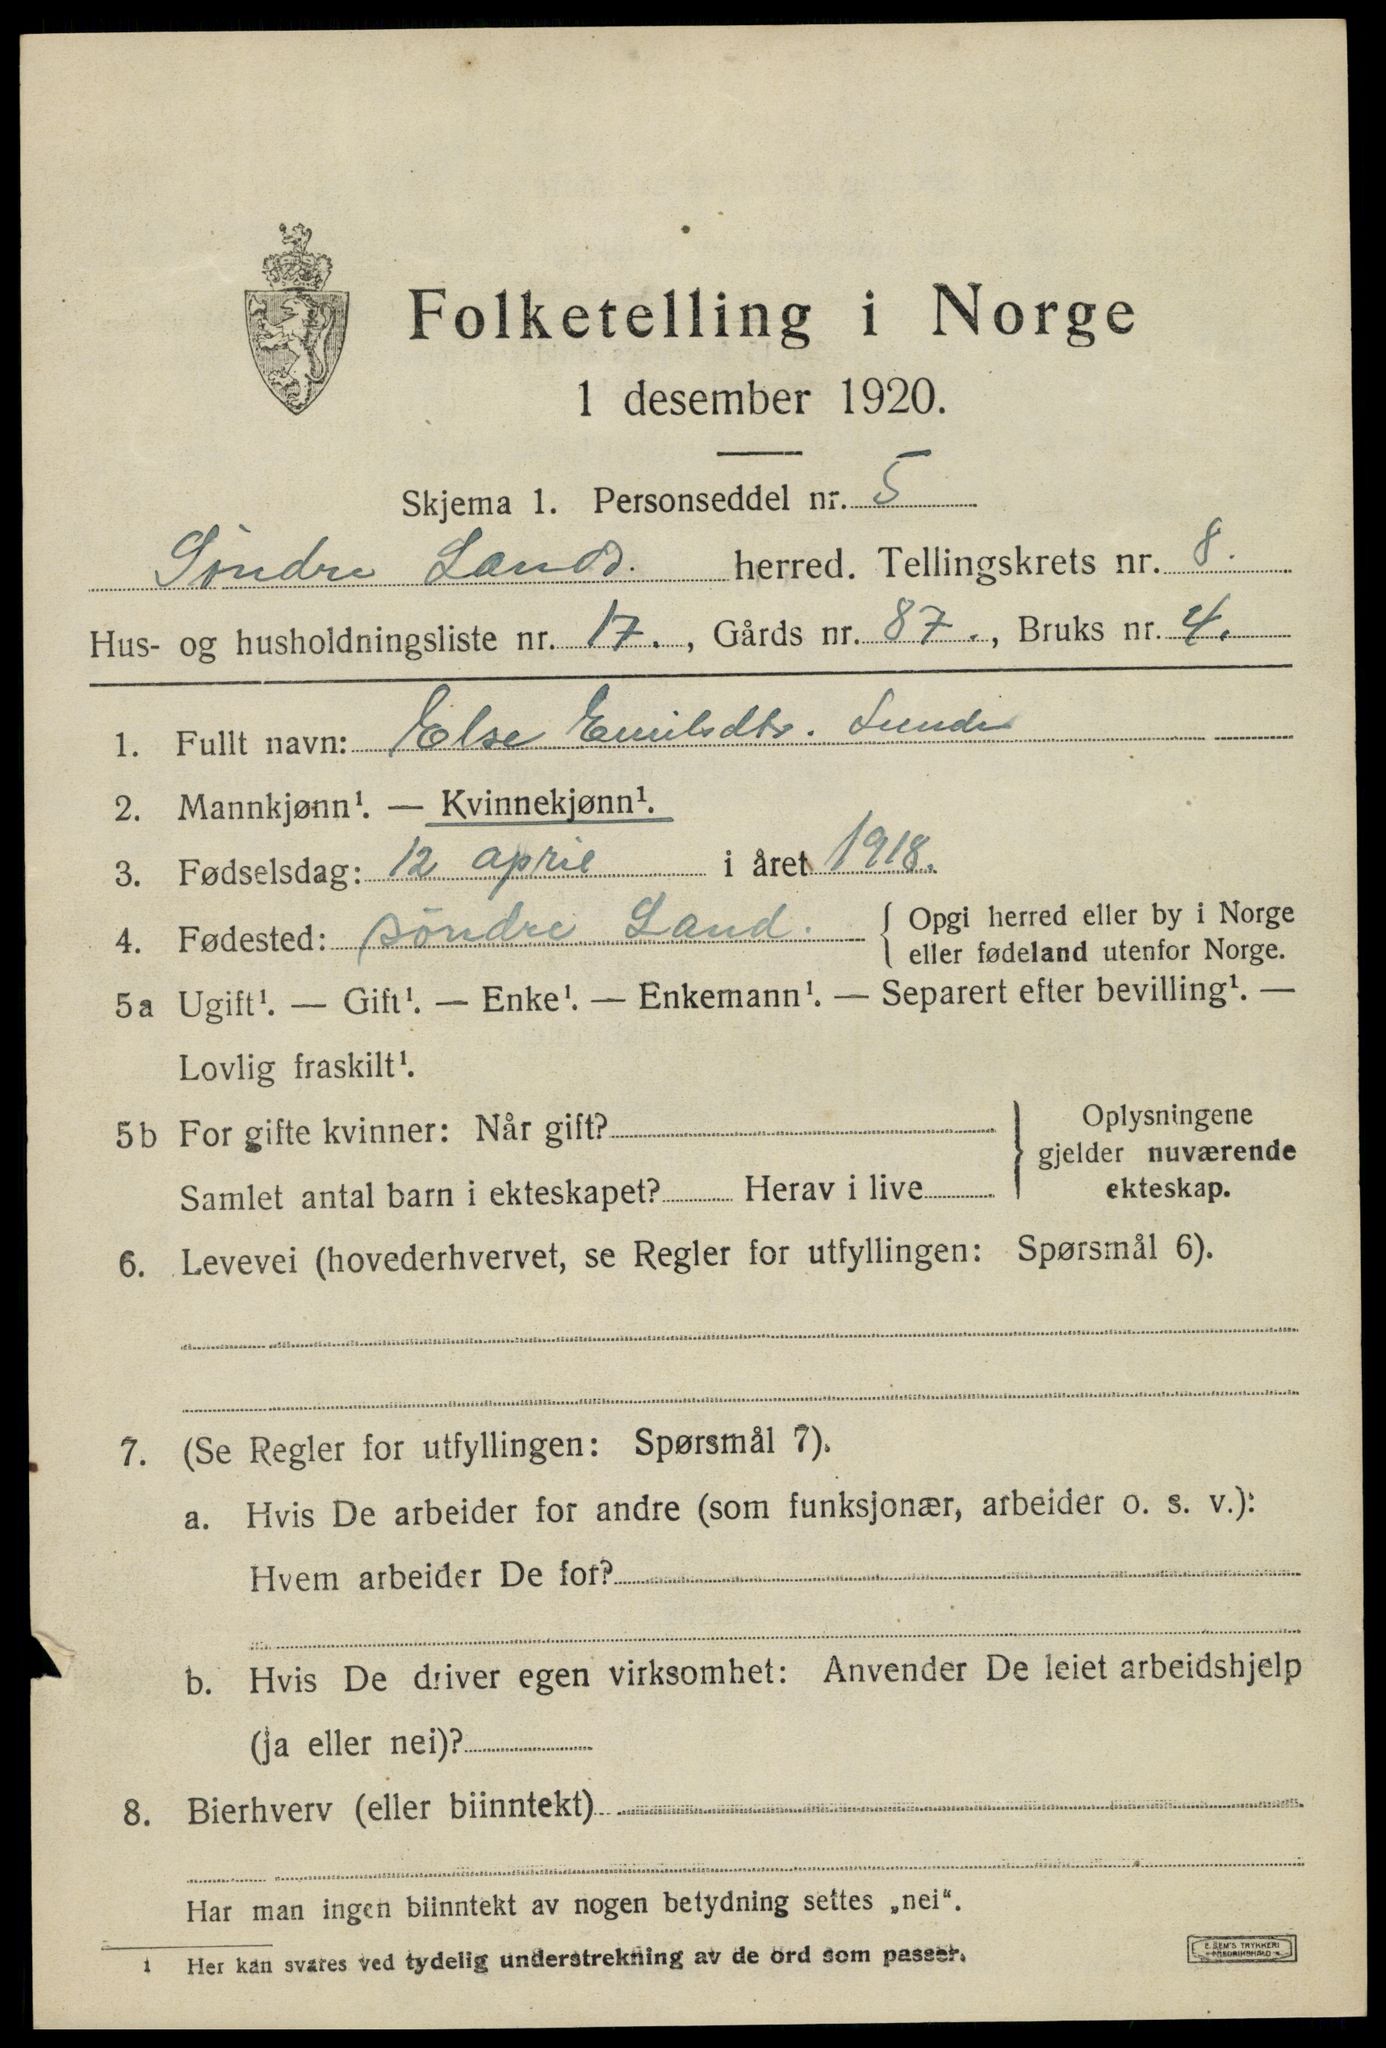 Folketelling i Norge
1 desember 1920.
Skjema 1. Personseddel nr. 5
Søndre Land. herred. Tellingskrets nr. 8.
Hus- og husholdningsliste nr. 17., Gårds nr. 87., Bruks nr. 4.
1. Fullt navn: Else Emilsdtr. Lunde
2. Mannkjønn¹. — Kvinnekjønn¹.
3. Fødselsdag: 12 april i året 1918.
4. Fødested: Søndre Land. { Opgi herred eller by i Norge
eller fødeland utenfor Norge.
5a Ugift¹. — Gift¹. — Enke¹. — Enkemann¹. — Separert efter bevilling¹. —
Lovlig fraskilt¹.
5b For gifte kvinner: Når gift?
Samlet antal barn i ekteskapet? Herav i live
} Oplysningene
gjelder nuværende
ekteskap.
6. Levevei (hovederhvervet, se Regler for utfyllingen: Spørsmål 6).
7. (Se Regler for utfyllingen: Spørsmål 7).
a. Hvis De arbeider for andre (som funksjonær, arbeider o. s. v.):
Hvem arbeider De for?
b. Hvis De driver egen virksomhet: Anvender De leiet arbeidshjelp
(ja eller nei)?
8. Bierhverv (eller biinntekt)
Har man ingen biinntekt av nogen betydning settes „nei“.
1 Her kan svares ved tydelig understrekning av de ord som passer.
E. SEM'S TRYKKERI
FREDRIKSHALD